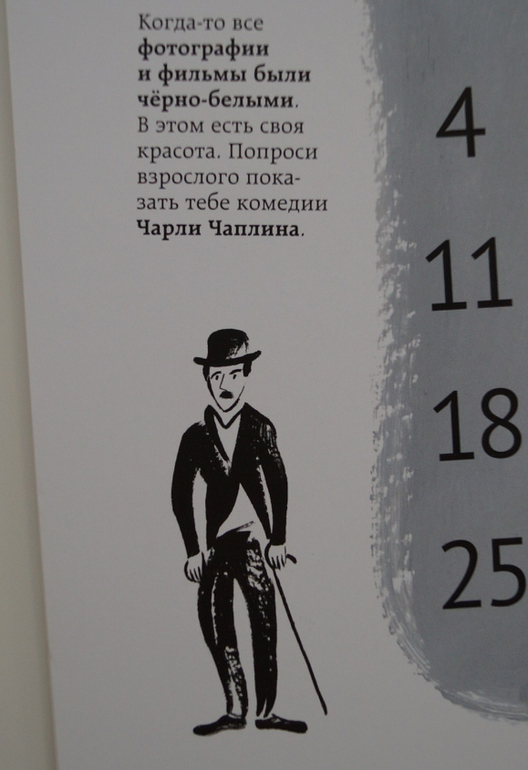 Когда-то все
фотографии
и фильмы были
чёрно-белыми.
В этом есть своя
красота. Попроси
взрослого пока-
зать тебе комедии
Чарли Чаплина.
4
11
18
25